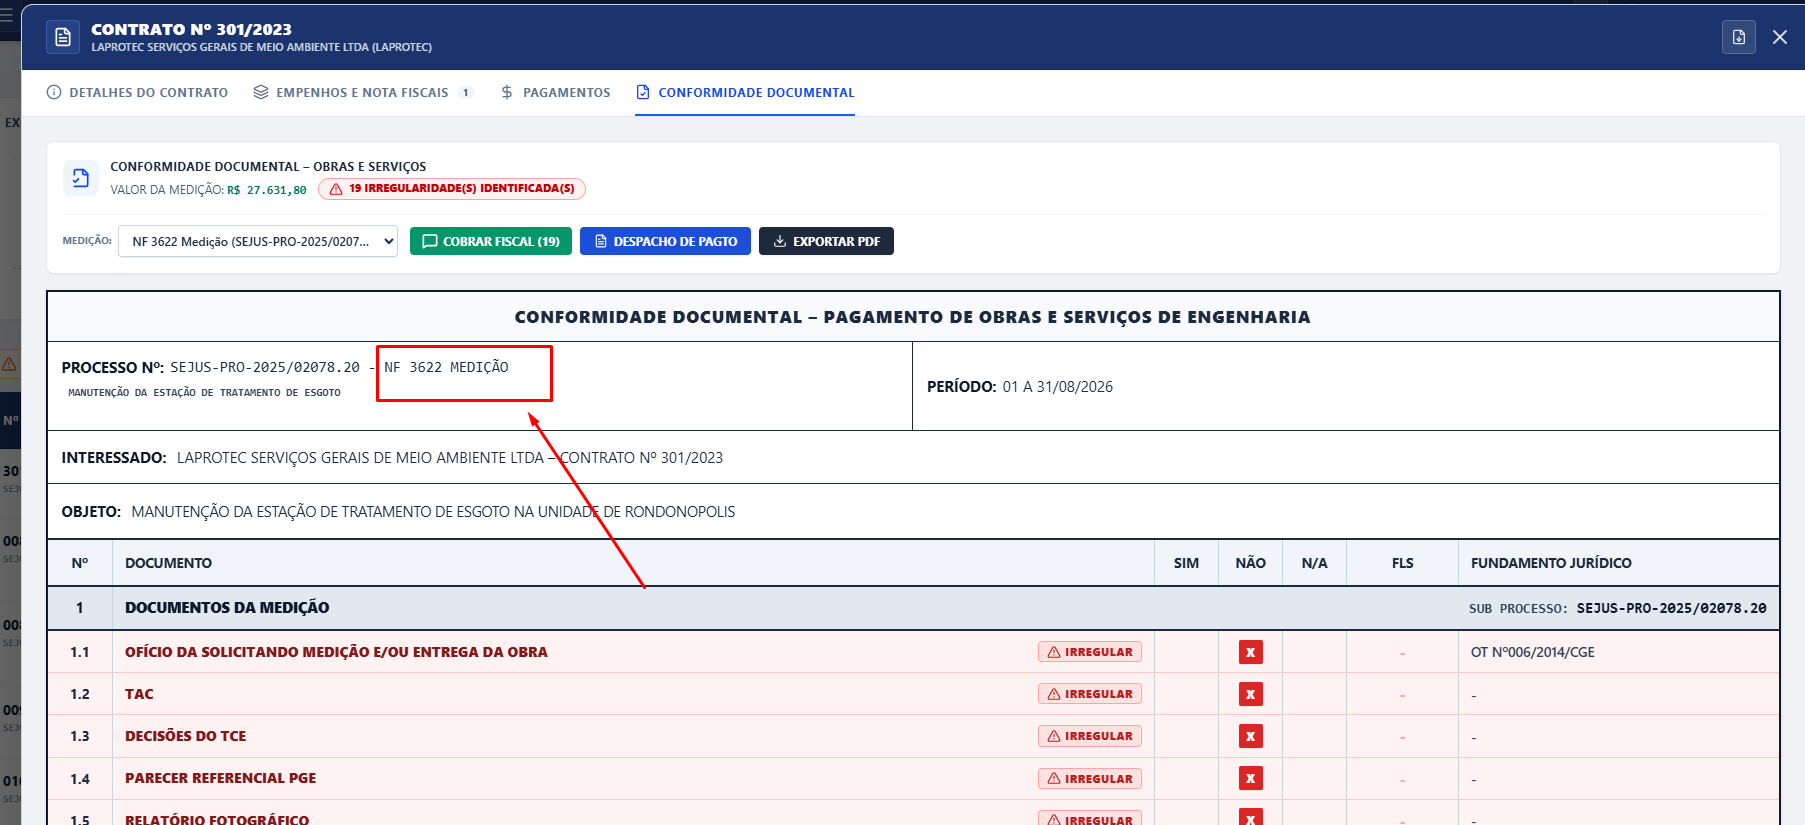 CONTRATO Nº 301/2023
LAPROTEC SERVIÇOS GERAIS DE MEIO AMBIENTE LTDA (LAPROTEC)
DETALHES DO CONTRATO
EMPENHOS E NOTA FISCAIS 1
PAGAMENTOS
CONFORMIDADE DOCUMENTAL
EX
CONFORMIDADE DOCUMENTAL – OBRAS E SERVIÇOS
VALOR DA MEDIÇÃO: R$ 27.631,80 19 IRREGULARIDADE(S) IDENTIFICADA(S)
MEDIÇÃO: NF 3622 Medição (SEJUS-PRO-2025/0207... COBRAR FISCAL (19) DESPACHO DE PAGTO EXPORTAR PDF
CONFORMIDADE DOCUMENTAL – PAGAMENTO DE OBRAS E SERVIÇOS DE ENGENHARIA
PROCESSO Nº: SEJUS-PRO-2025/02078.20 - NF 3622 MEDIÇÃO
MANUTENÇÃO DA ESTAÇÃO DE TRATAMENTO DE ESGOTO
PERÍODO: 01 A 31/08/2026
Nº
INTERESSADO: LAPROTEC SERVIÇOS GERAIS DE MEIO AMBIENTE LTDA – CONTRATO Nº 301/2023
OBJETO: MANUTENÇÃO DA ESTAÇÃO DE TRATAMENTO DE ESGOTO NA UNIDADE DE RONDONOPOLIS
Nº DOCUMENTO SIM NÃO N/A FLS FUNDAMENTO JURÍDICO
1 DOCUMENTOS DA MEDIÇÃO SUB PROCESSO: SEJUS-PRO-2025/02078.20
1.1 OFÍCIO DA SOLICITANDO MEDIÇÃO E/OU ENTREGA DA OBRA IRREGULAR X - OT Nº006/2014/CGE
1.2 TAC IRREGULAR X - -
1.3 DECISÕES DO TCE IRREGULAR X - -
1.4 PARECER REFERENCIAL PGE IRREGULAR X - -
1.5 RELATÓRIO FOTOGRÁFICO IRREGULAR X - -